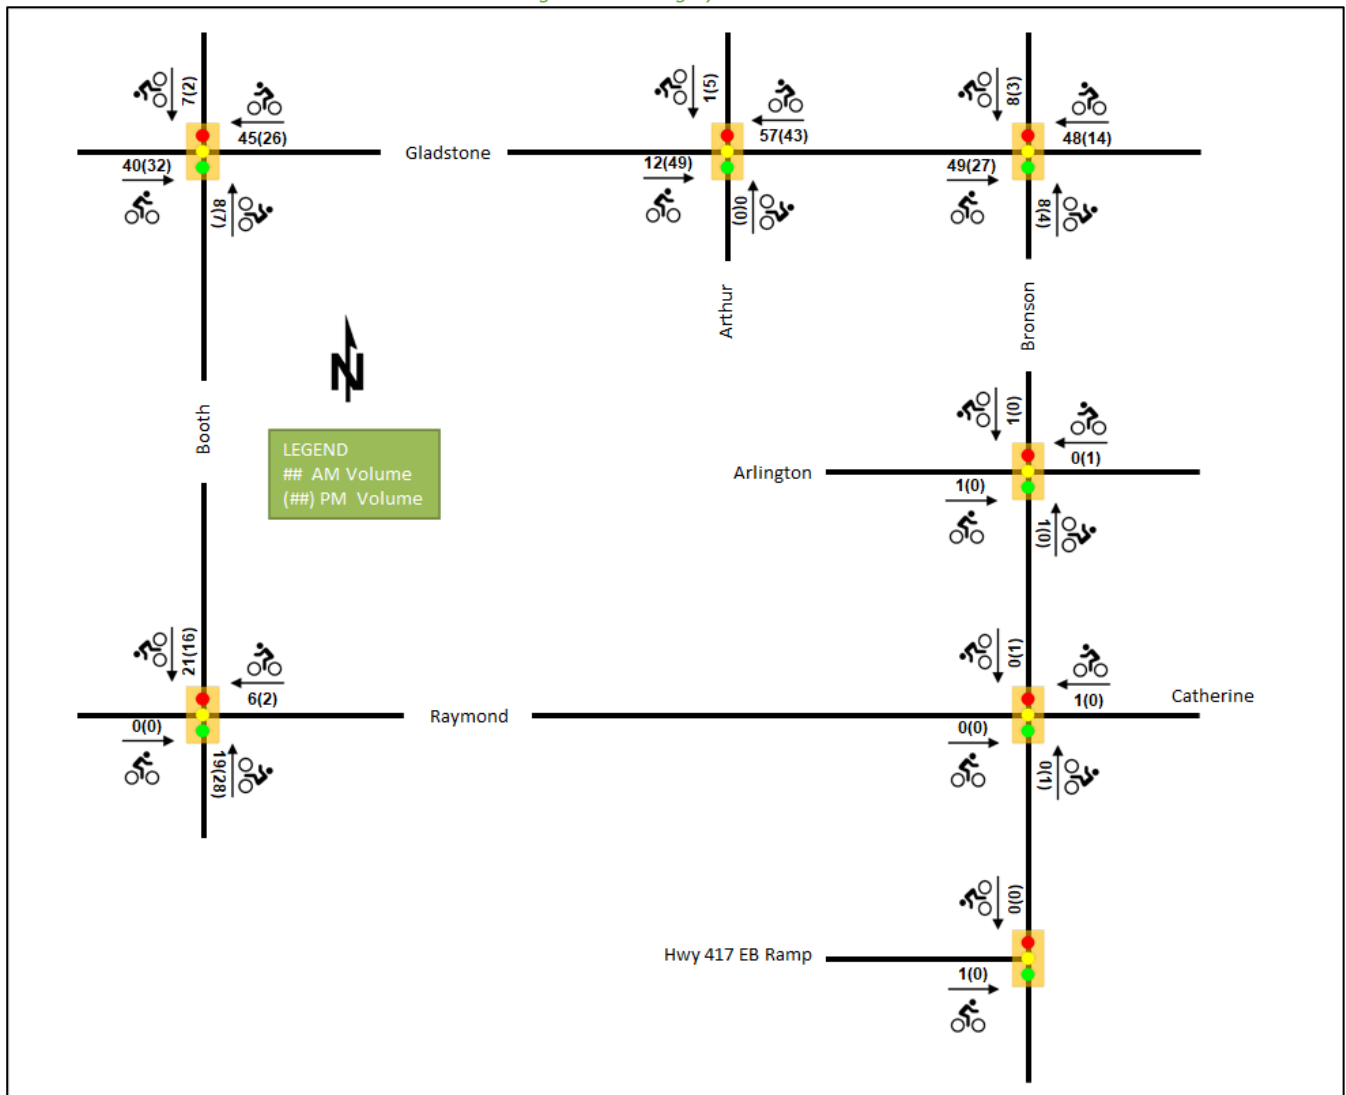 7(2)
45(26)
40(32)
8(7)
Gladstone
1(5)
57(43)
12(49)
0(0)
8(3)
48(14)
49(27)
8(4)
Arthur
Bronson
Booth
LEGEND
## AM Volume
(##) PM Volume
1(0)
0(1)
Arlington
1(0)
1(0)
21(16)
6(2)
0(0)
19(28)
Raymond
0(1)
1(0)
Catherine
0(0)
0(1)
0(0)
Hwy 417 EB Ramp
1(0)
N